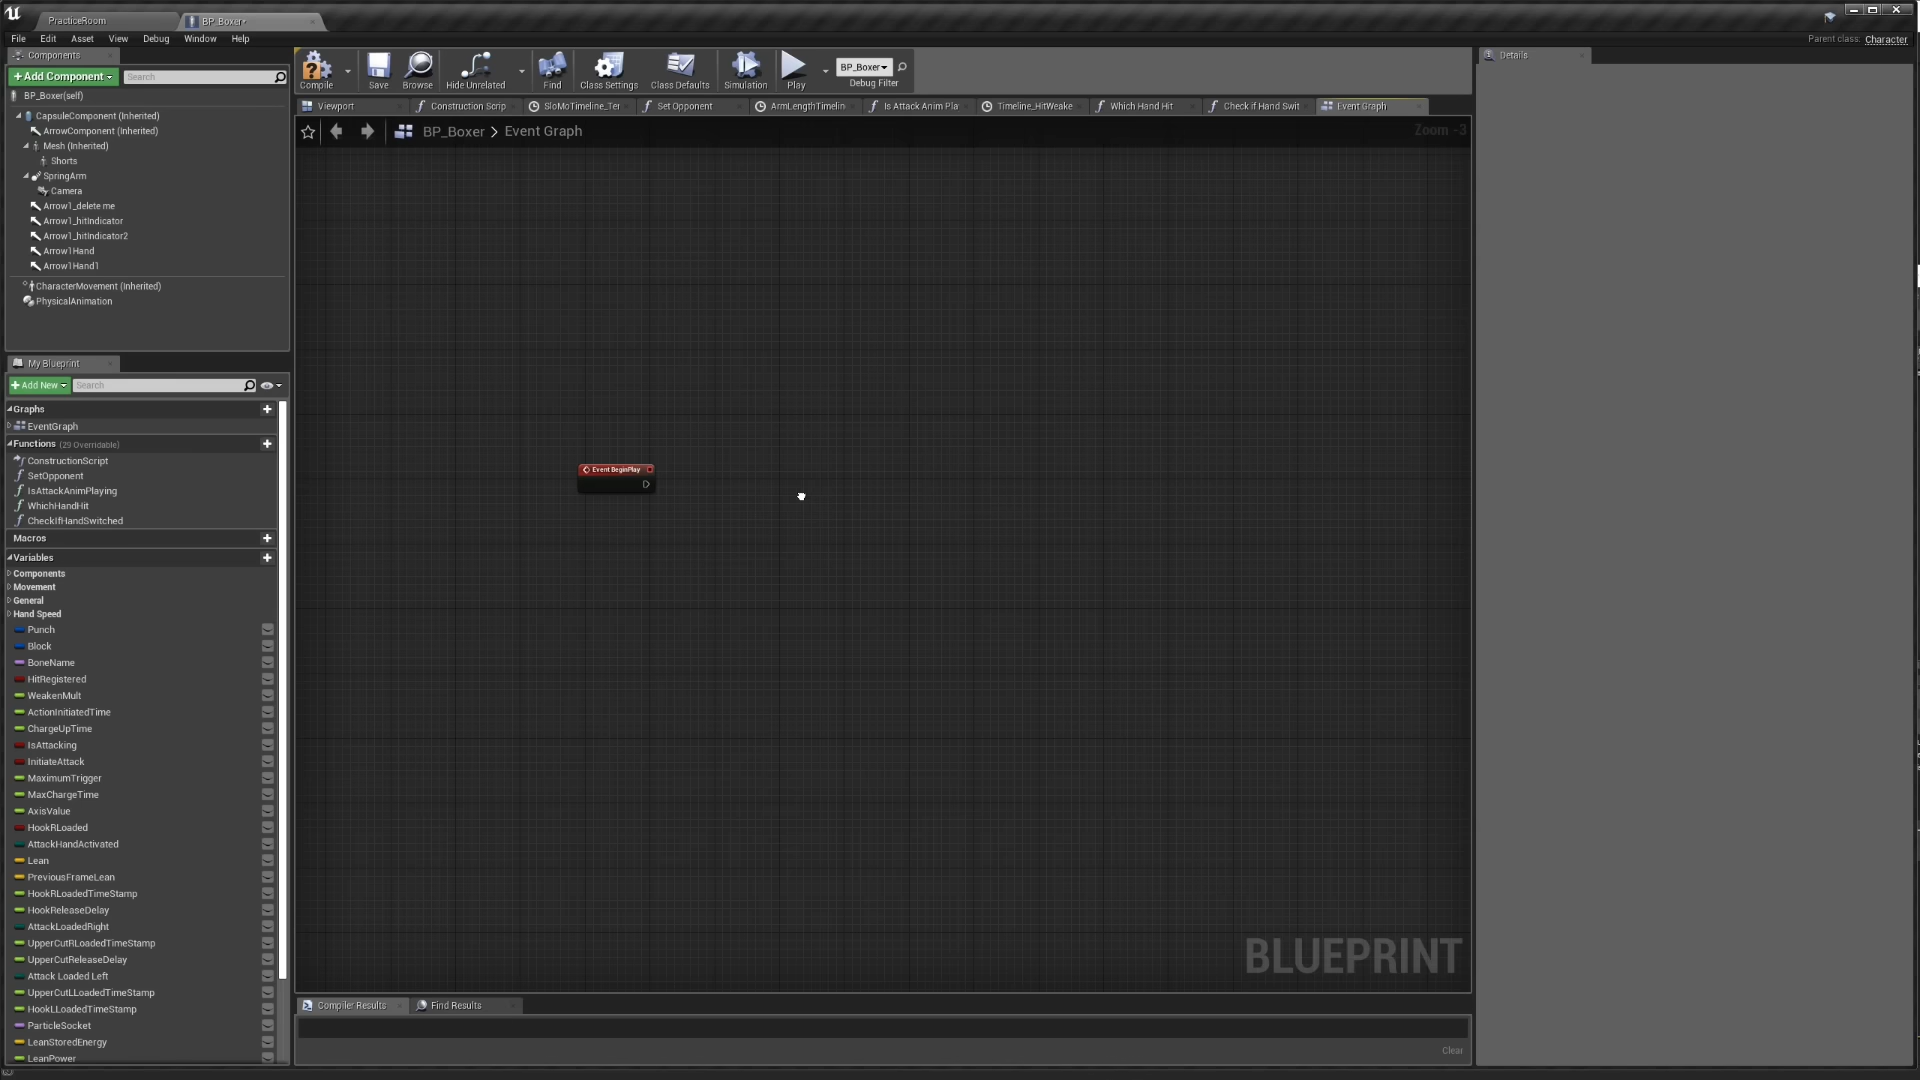 PracticeRoom
BP_Boxer*
File Edit Asset View Debug Window Help
Parent class: Character
Components
+ Add Component
Search
BP_Boxer(self)
CapsuleComponent (Inherited)
ArrowComponent (Inherited)
Mesh (Inherited)
Shorts
SpringArm
Camera
Arrow1_delete me
Arrow1_hitIndicator
Arrow1_hitIndicator2
Arrow1Hand
Arrow1Hand1
CharacterMovement (Inherited)
PhysicalAnimation
My Blueprint
+ Add New
Search
Graphs
EventGraph
Functions (29 Overridable)
ConstructionScript
SetOpponent
IsAttackAnimPlaying
WhichHandHit
CheckIfHandSwitched
Macros
Variables
Components
Movement
General
Hand Speed
Punch
Block
BoneName
HitRegistered
WeakenMult
ActionInitiatedTime
ChargeUpTime
IsAttacking
InitiateAttack
MaximumTrigger
MaxChargeTime
AxisValue
HookRLoaded
AttackHandActivated
Lean
PreviousFrameLean
HookRLoadedTimeStamp
HookReleaseDelay
AttackLoadedRight
UpperCutRLoadedTimeStamp
UpperCutReleaseDelay
Attack Loaded Left
UpperCutLLoadedTimeStamp
HookLLoadedTimeStamp
ParticleSocket
LeanStoredEnergy
LeanPower
Compile Save Browse Hide Unrelated Find Class Settings Class Defaults Simulation Play
BP_Boxer
Debug Filter
Viewport
Construction Scrip
SloMoTimeline_Ter
Set Opponent
ArmLengthTimelin
Is Attack Anim Pla
Timeline_HitWeake
Which Hand Hit
Check if Hand Swit
Event Graph
BP_Boxer > Event Graph
Zoom -3
Event BeginPlay
BLUEPRINT
Compiler Results
Find Results
Clear
Details